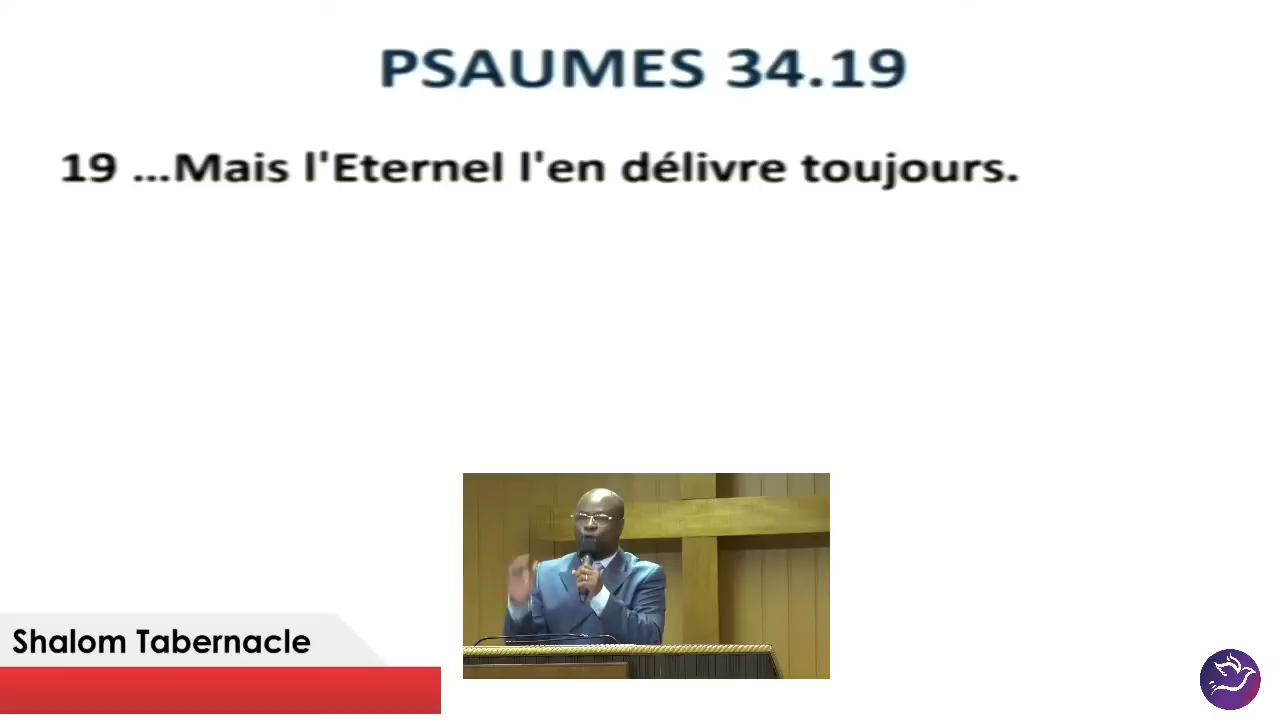 PSAUMES 34.19
19 ...Mais l'Eternel l'en délivre toujours.
Shalom Tabernacle